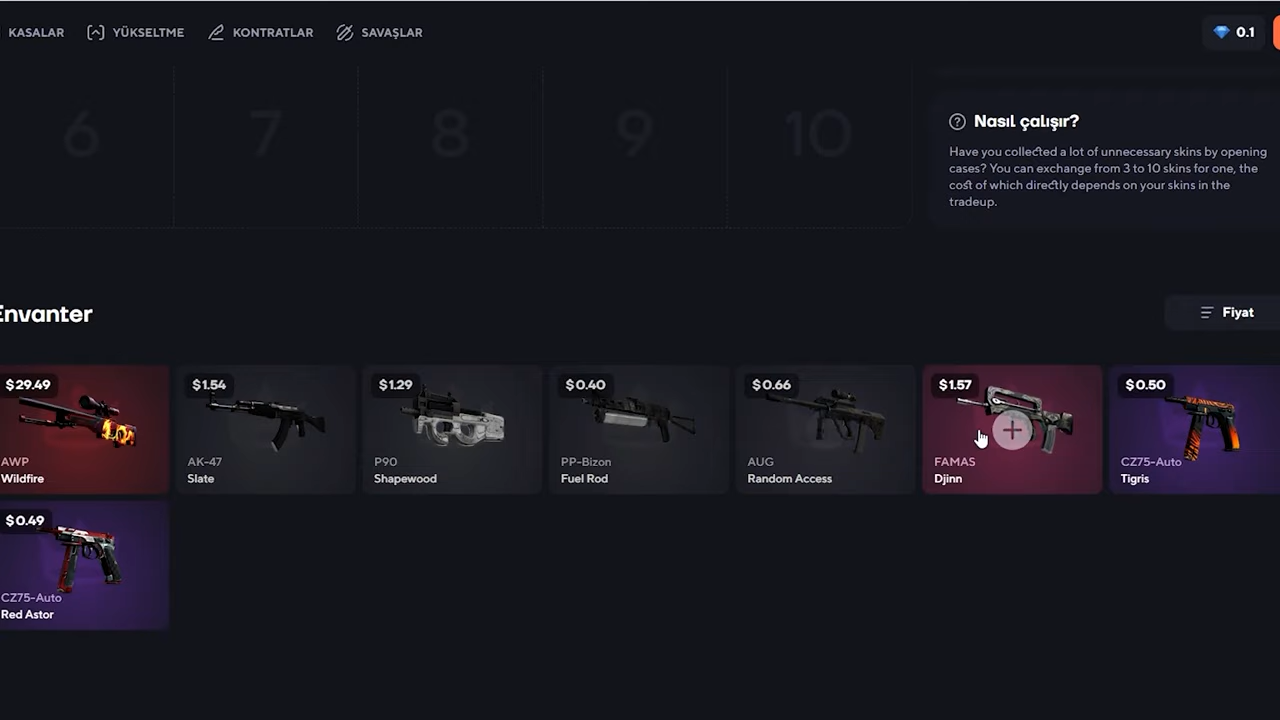 KASALAR
YÜKSELTME
KONTRATLAR
SAVAŞLAR
0.1
6
7
8
9
10
Nasıl çalışır?
Have you collected a lot of unnecessary skins by opening
cases? You can exchange from 3 to 10 skins for one, the
cost of which directly depends on your skins in the
tradeup.
Envanter
Fiyat
$29.49
AWP
Wildfire
$1.54
AK-47
Slate
$1.29
P90
Shapewood
$0.40
PP-Bizon
Fuel Rod
$0.66
AUG
Random Access
$1.57
FAMAS
Djinn
$0.50
CZ75-Auto
Tigris
$0.49
CZ75-Auto
Red Astor